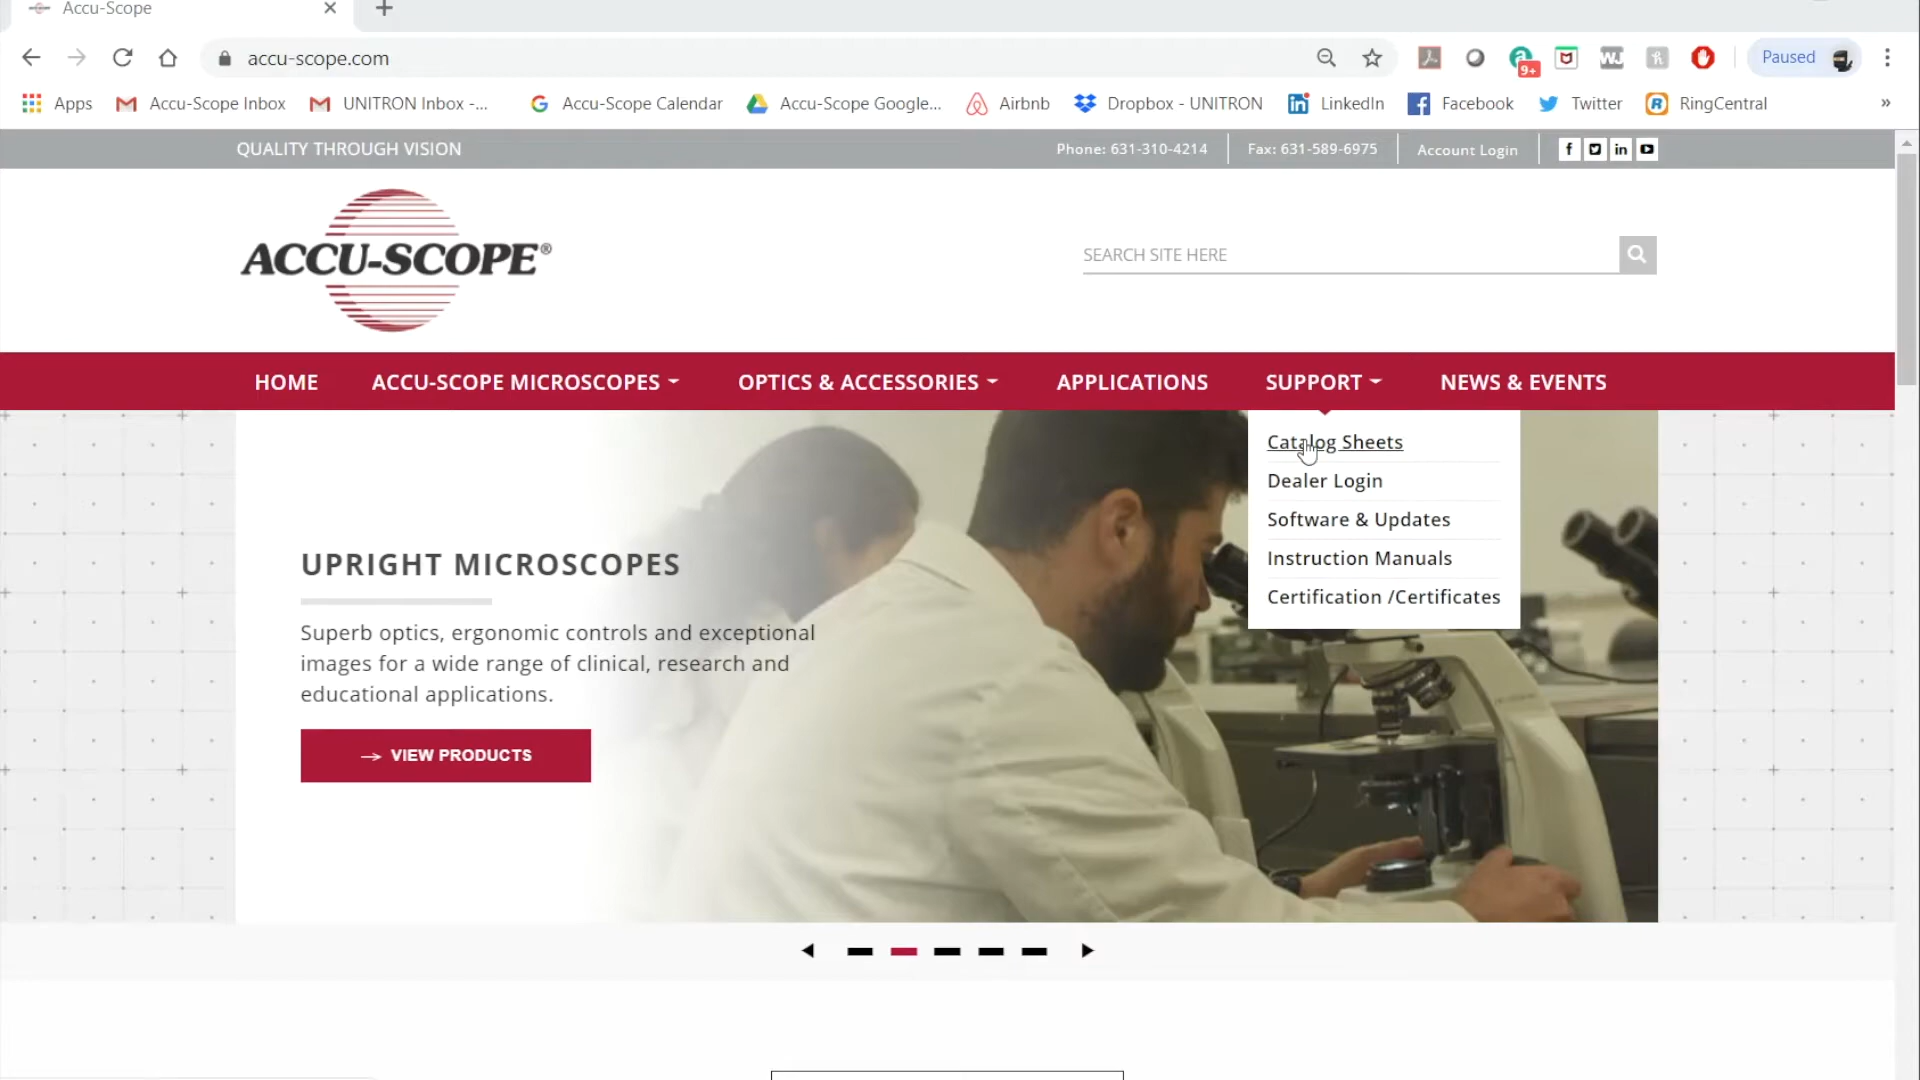 Accu-Scope
accu-scope.com
9+
Paused
Apps
Accu-Scope Inbox
UNITRON Inbox -...
Accu-Scope Calendar
Accu-Scope Google...
Airbnb
Dropbox - UNITRON
LinkedIn
Facebook
Twitter
RingCentral
»
QUALITY THROUGH VISION
Phone: 631-310-4214
Fax: 631-589-6975
Account Login
ACCU-SCOPE®
SEARCH SITE HERE
HOME
ACCU-SCOPE MICROSCOPES
OPTICS & ACCESSORIES
APPLICATIONS
SUPPORT
NEWS & EVENTS
Catalog Sheets
Dealer Login
Software & Updates
Instruction Manuals
Certification /Certificates
UPRIGHT MICROSCOPES
Superb optics, ergonomic controls and exceptional
images for a wide range of clinical, research and
educational applications.
VIEW PRODUCTS